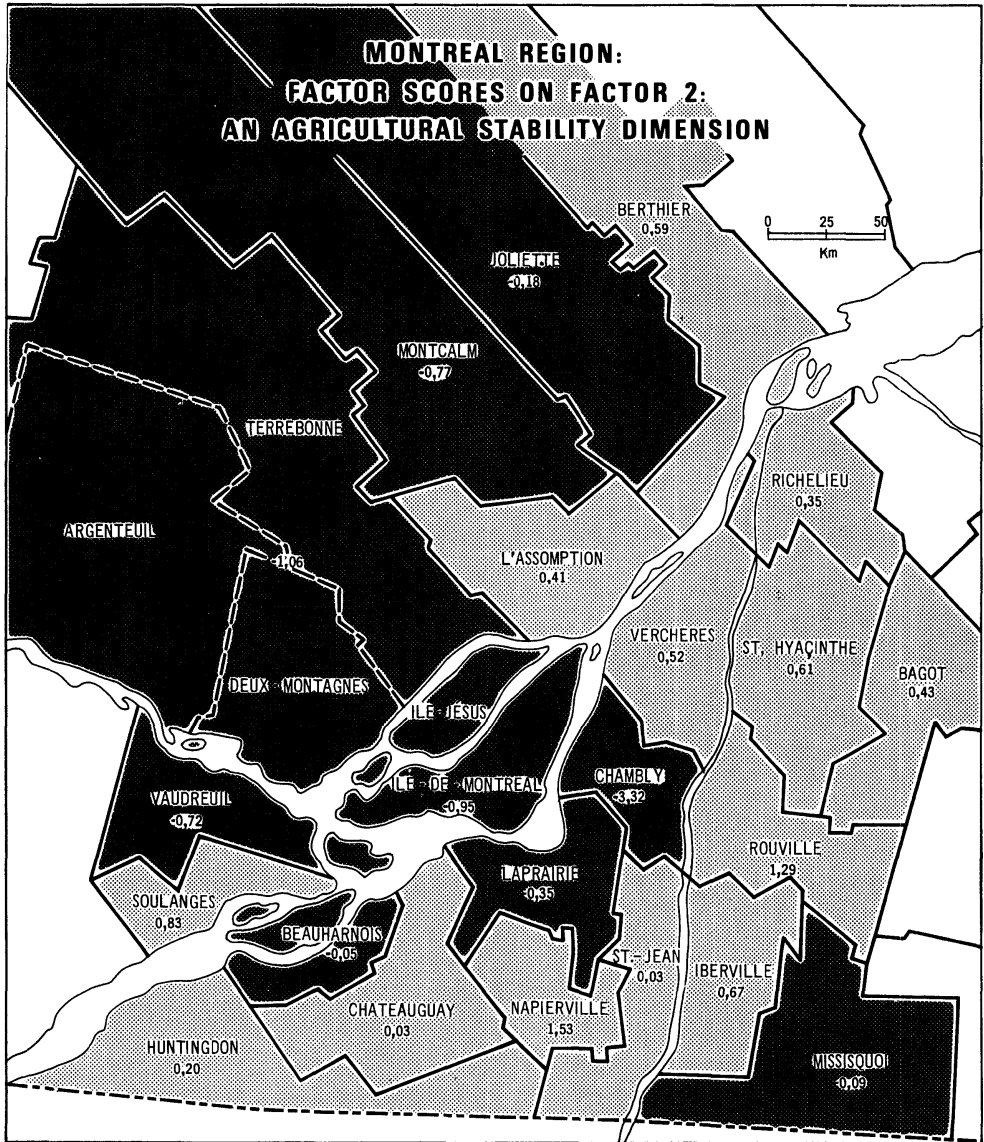 MONTREAL REGION:
FACTOR SCORES ON FACTOR 2:
AN AGRICULTURAL STABILITY DIMENSION
BERTHIER
0,59
0 25 50
Km
JOLIETTE
-0,18
MONTCALM
-0,77
TERREBONNE
RICHELIEU
0,35
ARGENTEUIL
L'ASSOMPTION
0,41
-1,06
VERCHERES
0,52
ST. HYAÇINTHE
0,61
BAGOT
0,43
DEUX-MONTAGNES
ILE-JÉSUS
ILE-DE-MONTREAL
-0,95
CHAMBLY
-3,32
VAUDREUIL
-0,72
ROUVILLE
1,29
LAPRAIRIE
-0,35
SOULANGES
0,83
BEAUHARNOIS
-0,05
ST.-JEAN
0,03
IBERVILLE
0,67
CHATEAUGUAY
0,03
NAPIERVILLE
1,53
HUNTINGDON
0,20
MISSISQUOI
-0,09